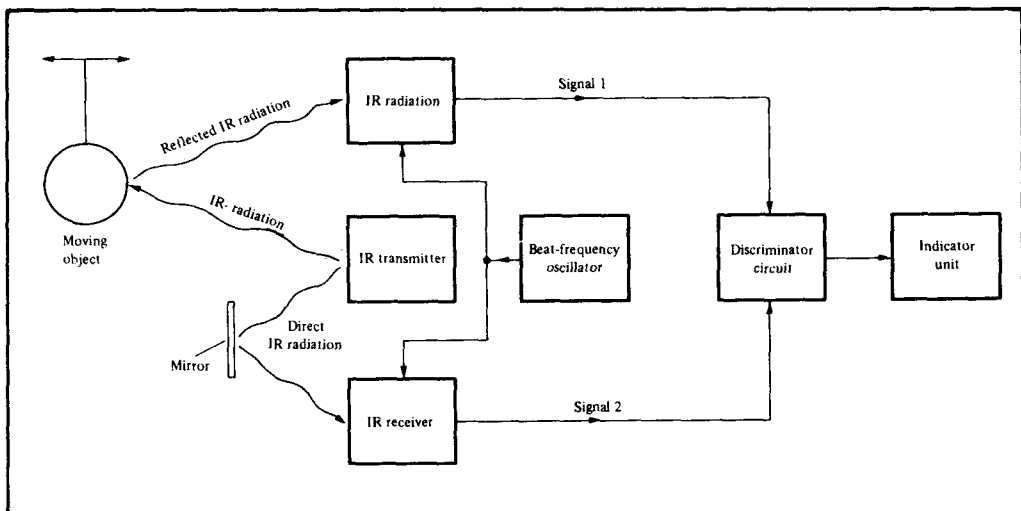 Signal 1
IR radiation
Reflected IR radiation
IR- radiation
Moving
object
IR transmitter
Beat-frequency
oscillator
Discriminator
circuit
Indicator
unit
Direct
IR radiation
Mirror
IR receiver
Signal 2